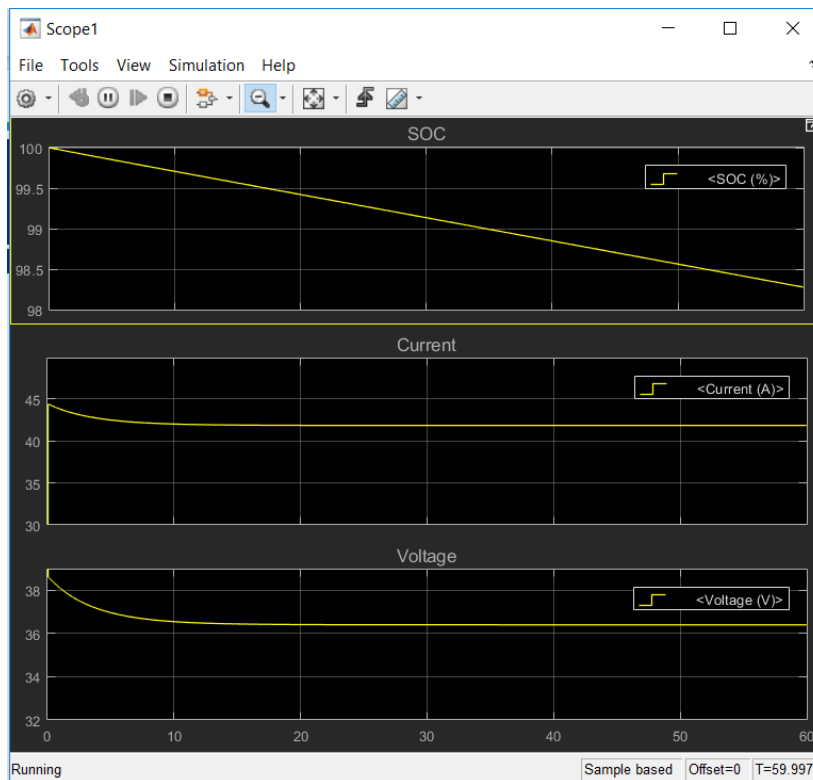 Scope1
File Tools View Simulation Help
SOC
<SOC (%)>
100
99.5
99
98.5
98
Current
<Current (A)>
45
40
35
30
Voltage
<Voltage (V)>
38
36
34
32
0 10 20 30 40 50 60
Running Sample based Offset=0 T=59.997